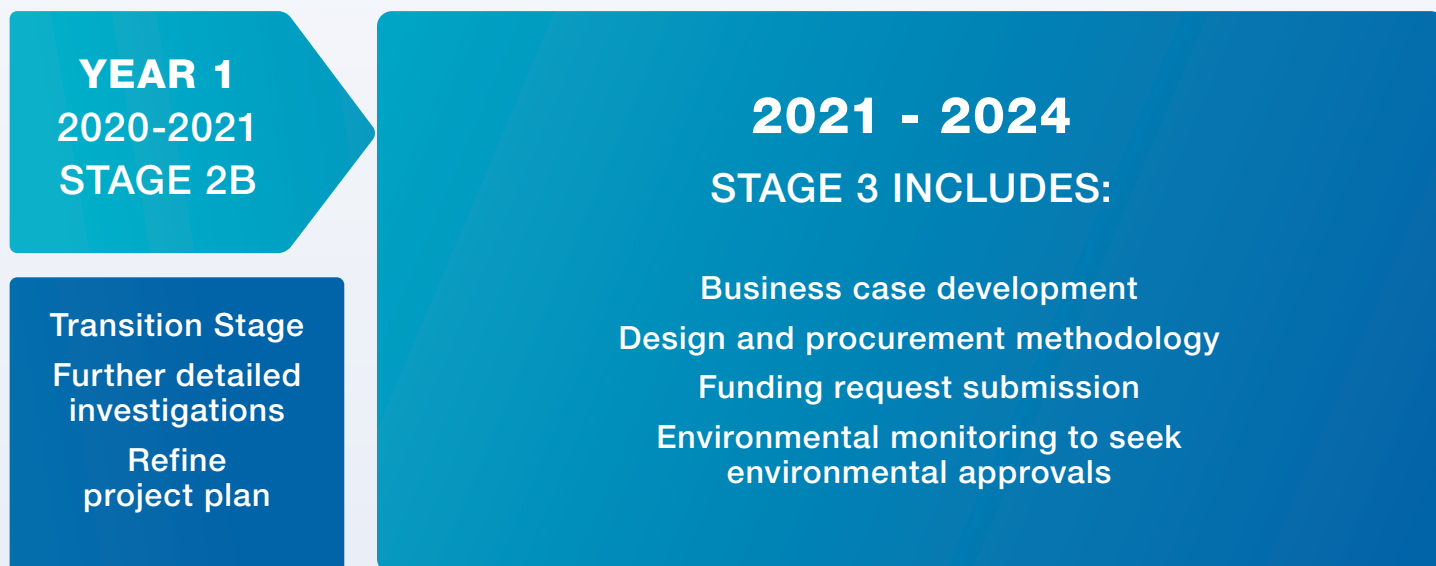 YEAR 1
2020-2021
STAGE 2B
Transition Stage
Further detailed
investigations
Refine
project plan
2021 - 2024
STAGE 3 INCLUDES:
Business case development
Design and procurement methodology
Funding request submission
Environmental monitoring to seek
environmental approvals